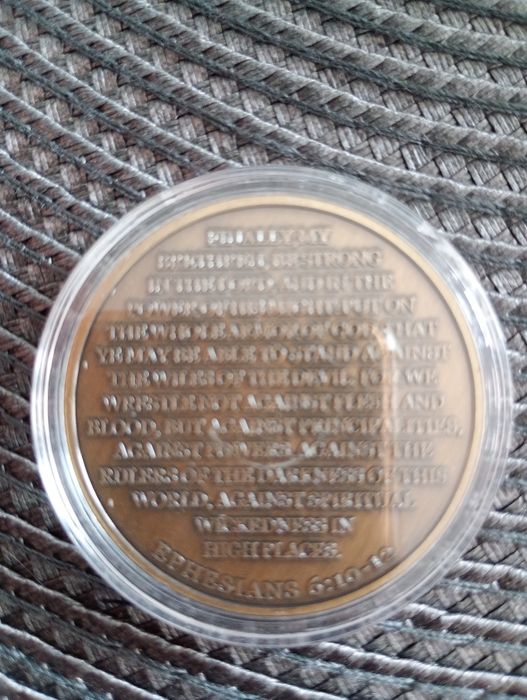 FINALLY, MY
BRETHREN, BE STRONG
IN THE LORD, AND IN THE
POWER OF HIS MIGHT. PUT ON
THE WHOLE ARMOR OF GOD, THAT
YE MAY BE ABLE TO STAND AGAINST
THE WILES OF THE DEVIL. FOR WE
WRESTLE NOT AGAINST FLESH AND
BLOOD, BUT AGAINST PRINCIPALITIES,
AGAINST POWERS, AGAINST THE
RULERS OF THE DARKNESS OF THIS
WORLD, AGAINST SPIRITUAL
WICKEDNESS IN
HIGH PLACES.
EPHESIANS 6:10-12